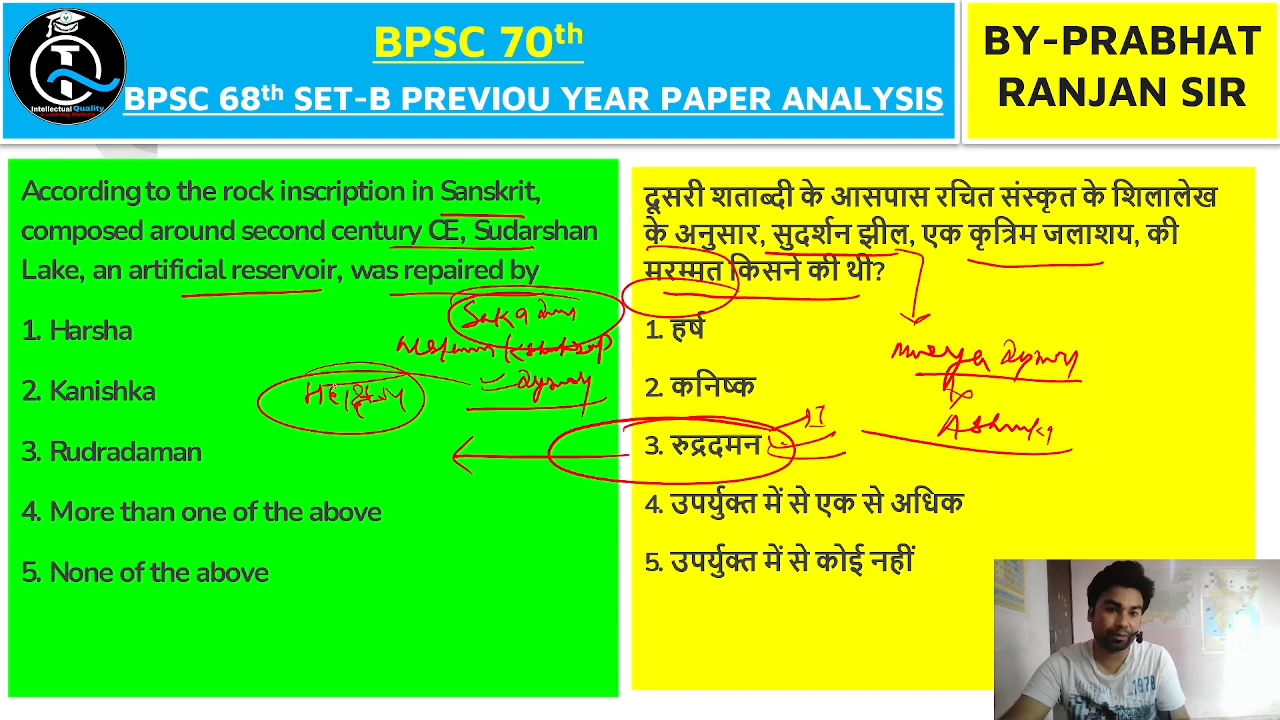 BPSC 70th
BPSC 68th SET-B PREVIOU YEAR PAPER ANALYSIS
BY-PRABHAT
RANJAN SIR
Intellectual Quality
According to the rock inscription in Sanskrit,
composed around second century CE, Sudarshan
Lake, an artificial reservoir, was repaired by
1. Harsha
2. Kanishka
3. Rudradaman
4. More than one of the above
5. None of the above
दूसरी शताब्दी के आसपास रचित संस्कृत के शिलालेख
के अनुसार, सुदर्शन झील, एक कृत्रिम जलाशय, की
मरम्मत किसने की थी?
1. हर्ष
2. कनिष्क
3. रुद्रदमन
4. उपर्युक्त में से एक से अधिक
5. उपर्युक्त में से कोई नहीं